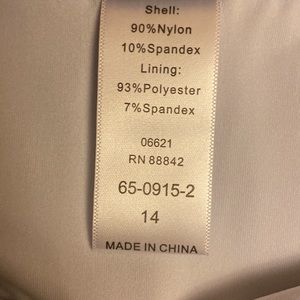 Shell:
90%Nylon
10%Spandex
Lining:
93%Polyester
7%Spandex
06621
RN 88842
65-0915-2
14
MADE IN CHINA